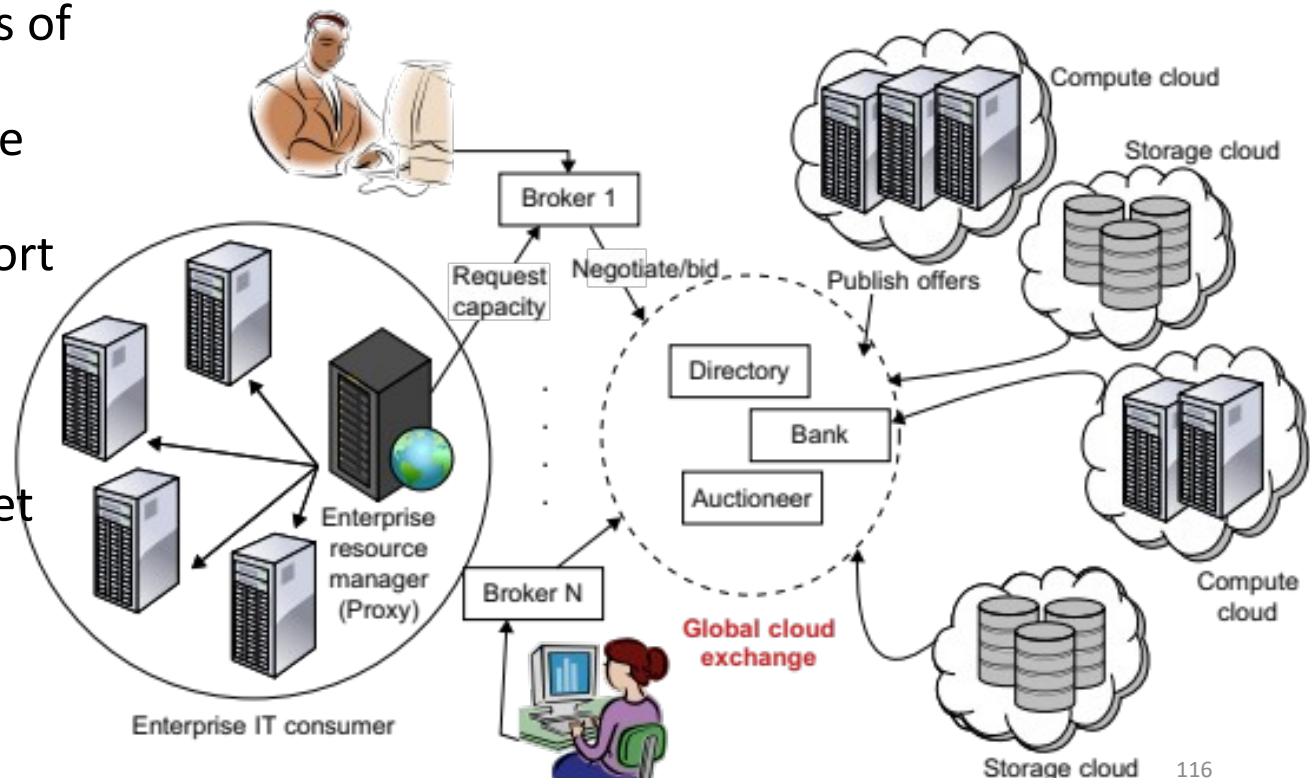 s of
e
ort
et
Compute cloud
Storage cloud
Broker 1
Request
capacity
Negotiate/bid
Publish offers
Directory
Bank
Auctioneer
Enterprise
resource
manager
(Proxy)
Broker N
Global cloud
exchange
Compute
cloud
Enterprise IT consumer
Storage cloud
116